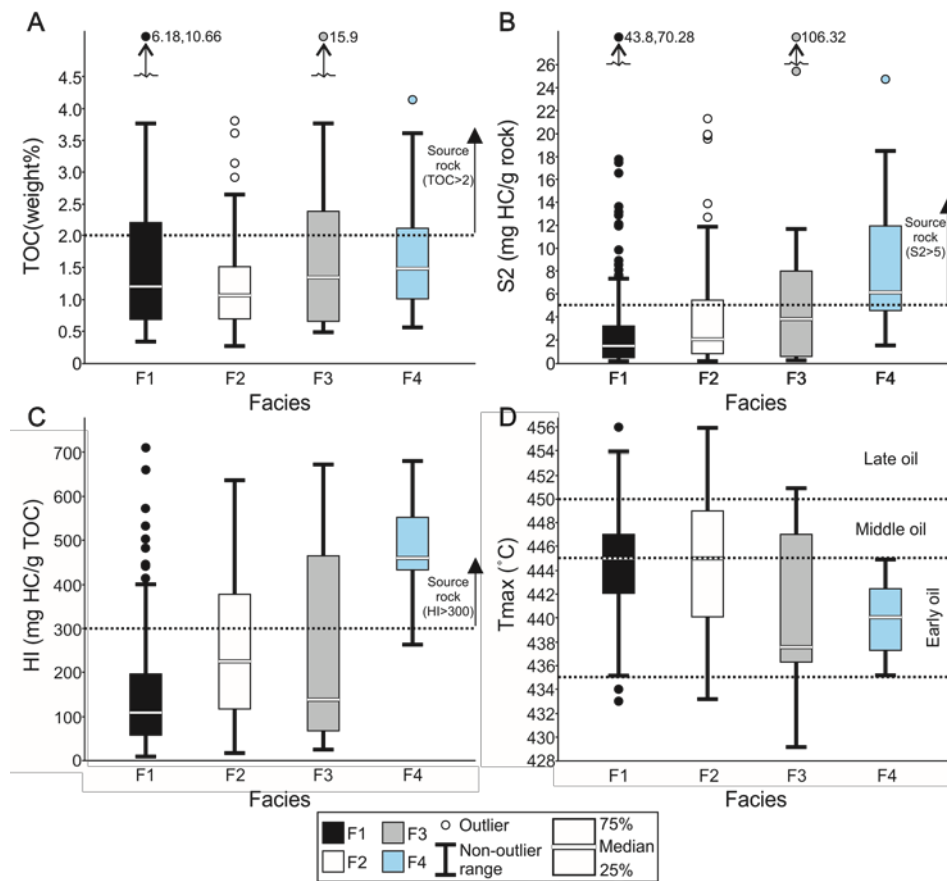 A
6.18,10.66
15.9
4.5
4.0
3.5
3.0
2.5
2.0
1.5
1.0
0.5
0
TOC(weight%)
Source
rock
(TOC>2)
F1 F2 F3 F4
Facies
B
43.8,70.28
106.32
26
24
22
20
18
16
14
12
10
8
6
4
2
0
S2 (mg HC/g rock)
Source
rock
(S2>5)
F1 F2 F3 F4
Facies
C
700
600
500
400
300
200
100
0
HI (mg HC/g TOC)
Source
rock
(HI>300)
F1 F2 F3 F4
Facies
D
456
454
452
450
448
446
444
442
440
438
436
434
432
430
428
Tmax (˚C)
Late oil
Middle oil
Early oil
F1 F2 F3 F4
Facies
F1 F3 Outlier 75%
F2 F4 Non-outlier range Median
25%